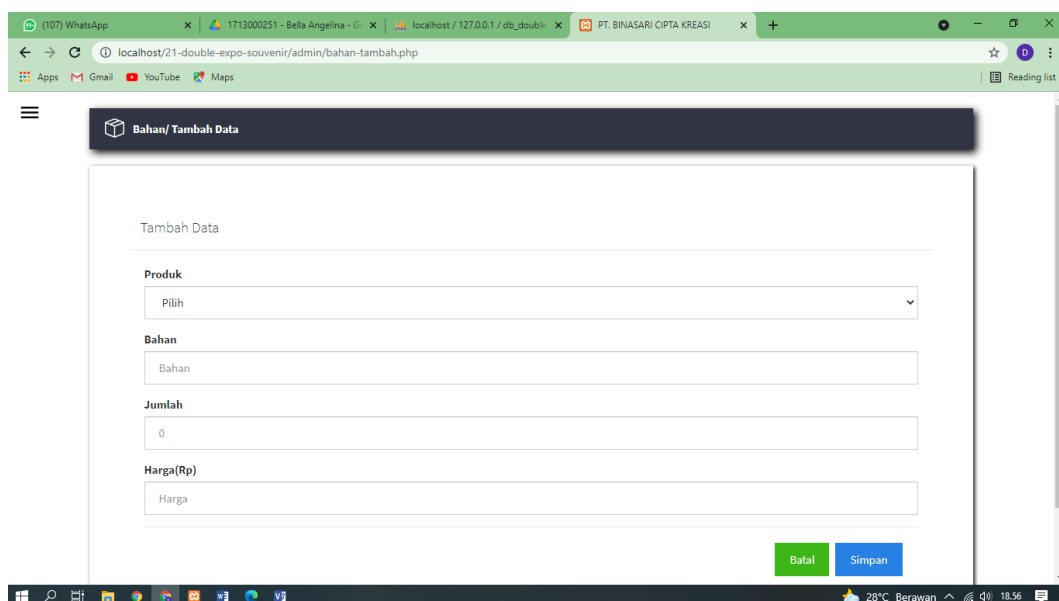 (107) WhatsApp
1713000251 - Bella Angelina - G
localhost / 127.0.0.1 / db_double
PT. BINASARI CIPTA KREASI
localhost/21-double-expo-souvenir/admin/bahan-tambah.php
D
Apps
Gmail
YouTube
Maps
Reading list
Bahan/ Tambah Data
Tambah Data
Produk
Pilih
Bahan
Bahan
Jumlah
0
Harga(Rp)
Harga
Batal
Simpan
28°C Berawan
18.56